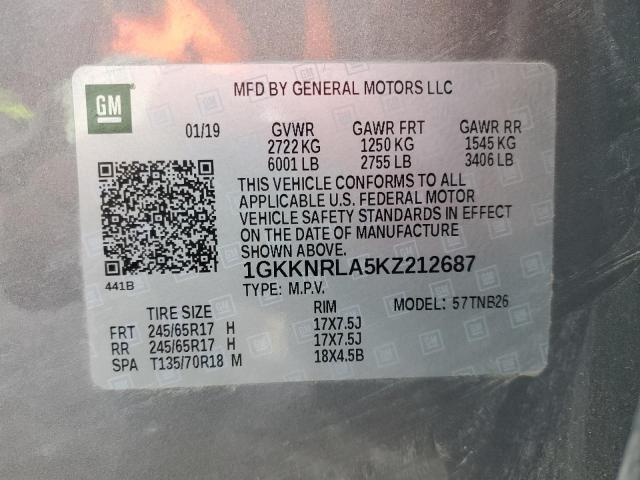 GM
MFD BY GENERAL MOTORS LLC
01/19 GVWR GAWR FRT GAWR RR
2722 KG 1250 KG 1545 KG
6001 LB 2755 LB 3406 LB
THIS VEHICLE CONFORMS TO ALL
APPLICABLE U.S. FEDERAL MOTOR
VEHICLE SAFETY STANDARDS IN EFFECT
ON THE DATE OF MANUFACTURE
SHOWN ABOVE.
1GKKNRLA5KZ212687
441B
TYPE: M.P.V.
MODEL: 57TNB26
TIRE SIZE RIM
FRT 245/65R17 H 17X7.5J
RR 245/65R17 H 17X7.5J
SPA T135/70R18 M 18X4.5B